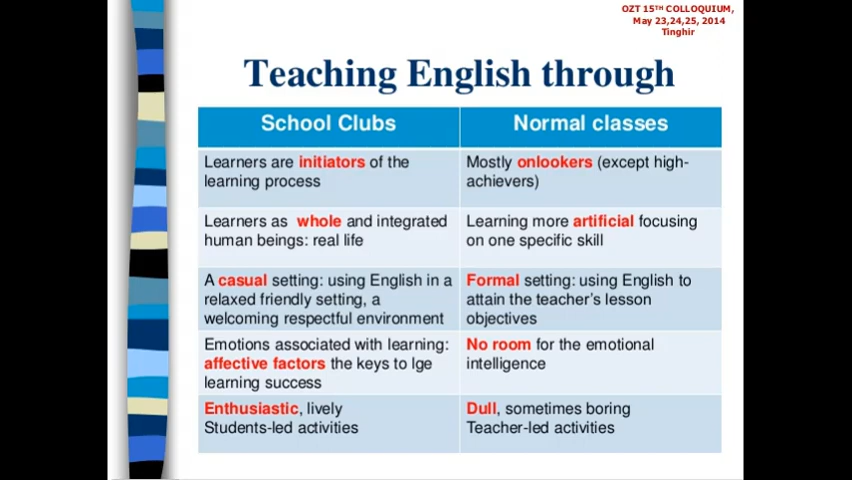 OZT 15TH COLLOQUIUM,
May 23,24,25, 2014
Tinghir
Teaching English through
School Clubs
Normal classes
Learners are initiators of the
learning process
Mostly onlookers (except high-
achievers)
Learners as whole and integrated
human beings: real life
Learning more artificial focusing
on one specific skill
A casual setting: using English in a
relaxed friendly setting, a
welcoming respectful environment
Formal setting: using English to
attain the teacher's lesson
objectives
Emotions associated with learning:
affective factors the keys to lge
learning success
No room for the emotional
intelligence
Enthusiastic, lively
Students-led activities
Dull, sometimes boring
Teacher-led activities